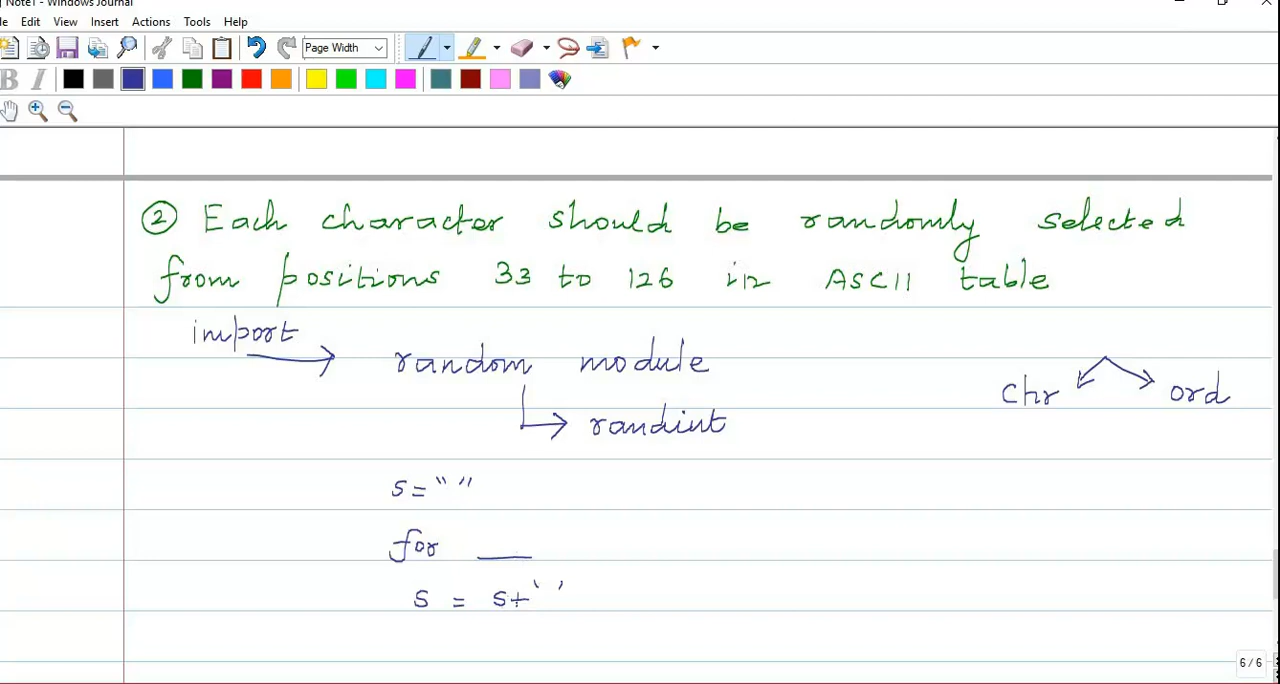 Note1 - Windows Journal
le Edit View Insert Actions Tools Help
Page Width
B I
② Each character should be randomly selected
from positions 33 to 126 in ASCII table
import
random module
chr ord
randint
s = " "
for __
s = s+' '
6 / 6